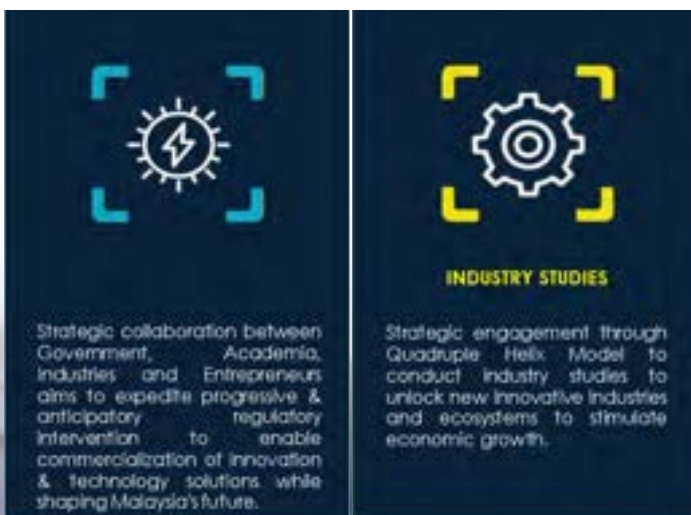 Strategic collaboration between
Government, Academia,
Industries and Entrepreneurs
aims to expedite progressive &
anticipatory regulatory
intervention to enable
commercialization of innovation
& technology solutions while
shaping Malaysia's future.
INDUSTRY STUDIES
Strategic engagement through
Quadruple Helix Model to
conduct industry studies to
unlock new innovative industries
and ecosystems to stimulate
economic growth.